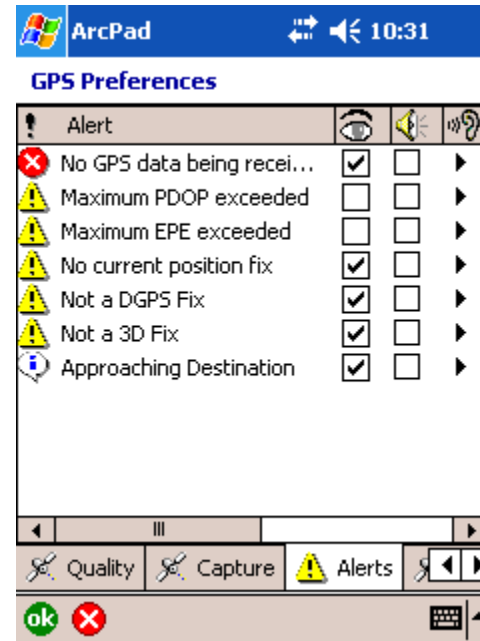 ArcPad 10:31
GPS Preferences
! Alert
No GPS data being recei...
Maximum PDOP exceeded
Maximum EPE exceeded
No current position fix
Not a DGPS Fix
Not a 3D Fix
Approaching Destination
Quality Capture Alerts
ok